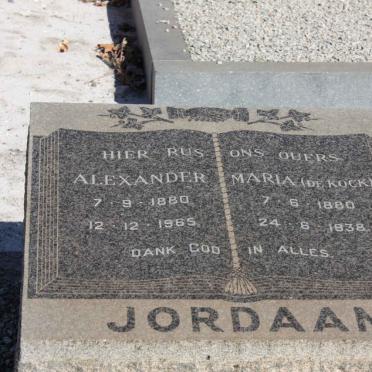 HIER RUS ONS OUERS
ALEXANDER MARIA (DE KOCK)
7·9·1880 7·6·1880
12·12·1965. 24·8·1938.
DANK GOD IN ALLES.
JORDAAN